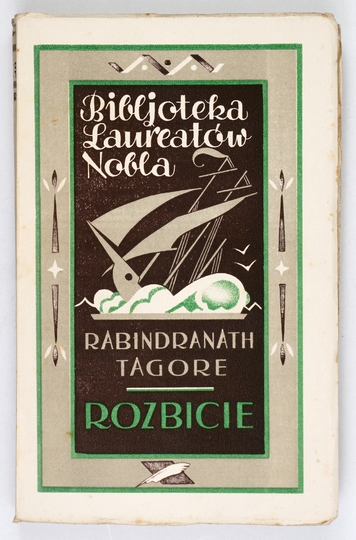 Bibljoteka
Laureatów
Nobla
RABINDRANATH
TAGORE
ROZBICIE